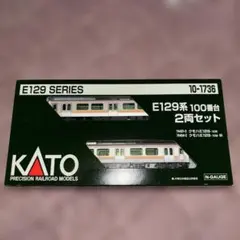 E129 SERIES
10-1736
E129系 100番台
2両セット
KATO
PRECISION RAILROAD MODELS
N-GAUGE